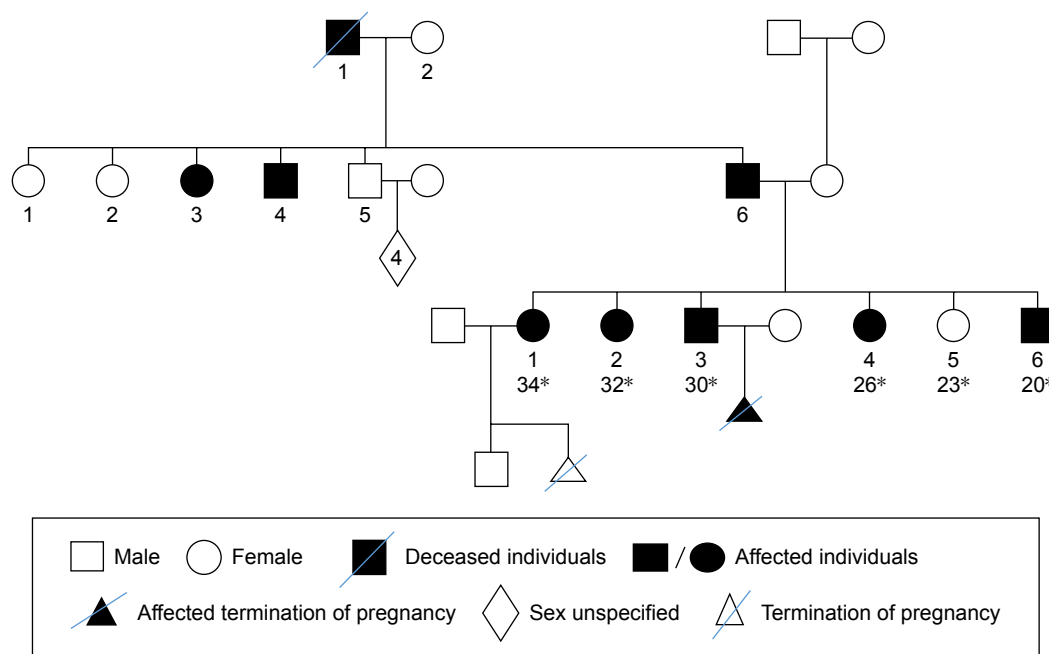 1 2
1 2 3 4 5 6
4
1 2 3 4 5 6
34* 32* 30* 26* 23* 20*
Male Female Deceased individuals / Affected individuals
Affected termination of pregnancy Sex unspecified Termination of pregnancy